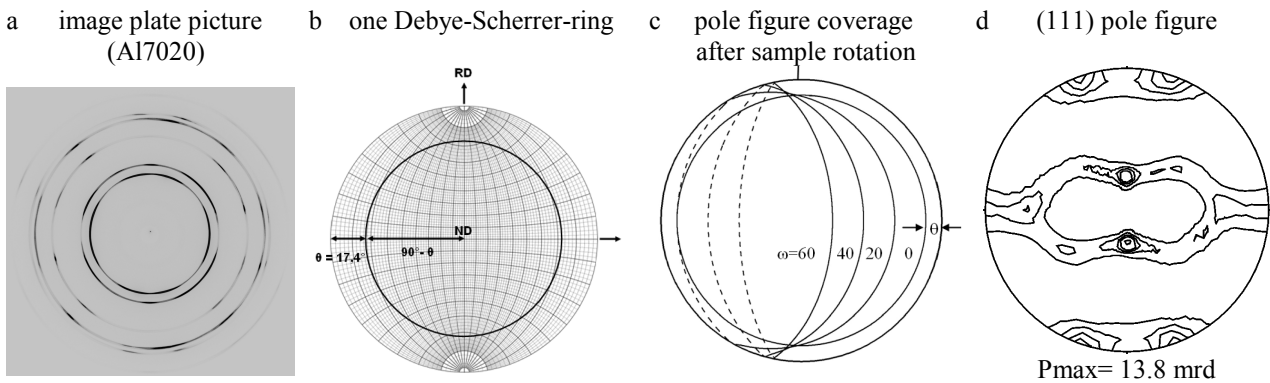 a image plate picture
(Al7020)
b one Debye-Scherrer-ring
c pole figure coverage
after sample rotation
d (111) pole figure
RD
ND
θ = 17,4°
90°- θ
ω=60 40 20 0 θ
Pmax= 13.8 mrd